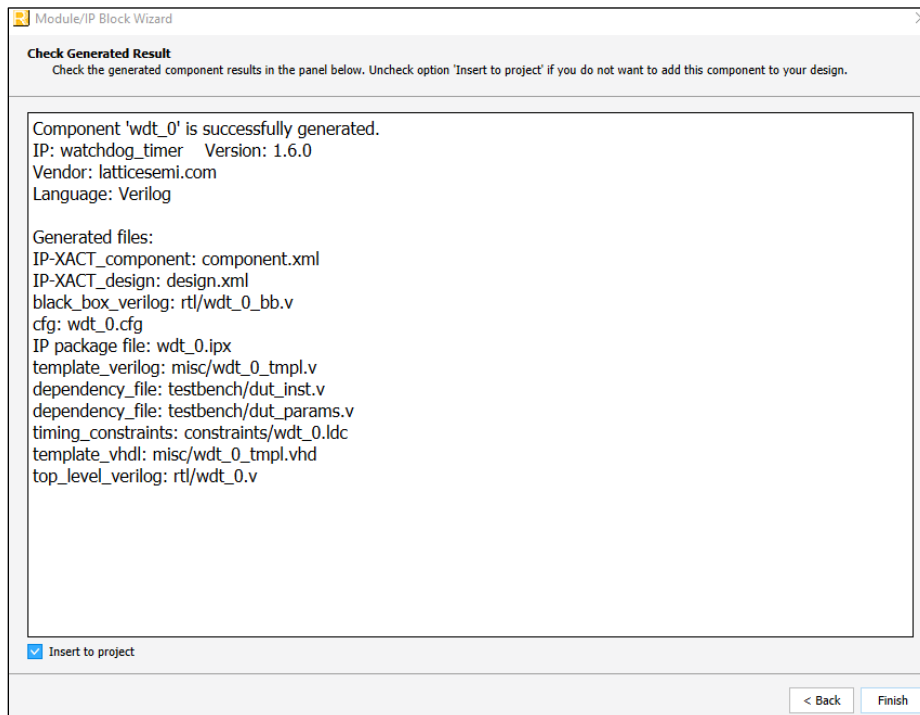 Module/IP Block Wizard
Check Generated Result
Check the generated component results in the panel below. Uncheck option 'Insert to project' if you do not want to add this component to your design.
Component 'wdt_0' is successfully generated.
IP: watchdog_timer    Version: 1.6.0
Vendor: latticesemi.com
Language: Verilog
Generated files:
IP-XACT_component: component.xml
IP-XACT_design: design.xml
black_box_verilog: rtl/wdt_0_bb.v
cfg: wdt_0.cfg
IP package file: wdt_0.ipx
template_verilog: misc/wdt_0_tmpl.v
dependency_file: testbench/dut_inst.v
dependency_file: testbench/dut_params.v
timing_constraints: constraints/wdt_0.ldc
template_vhdl: misc/wdt_0_tmpl.vhd
top_level_verilog: rtl/wdt_0.v
Insert to project
< Back    Finish